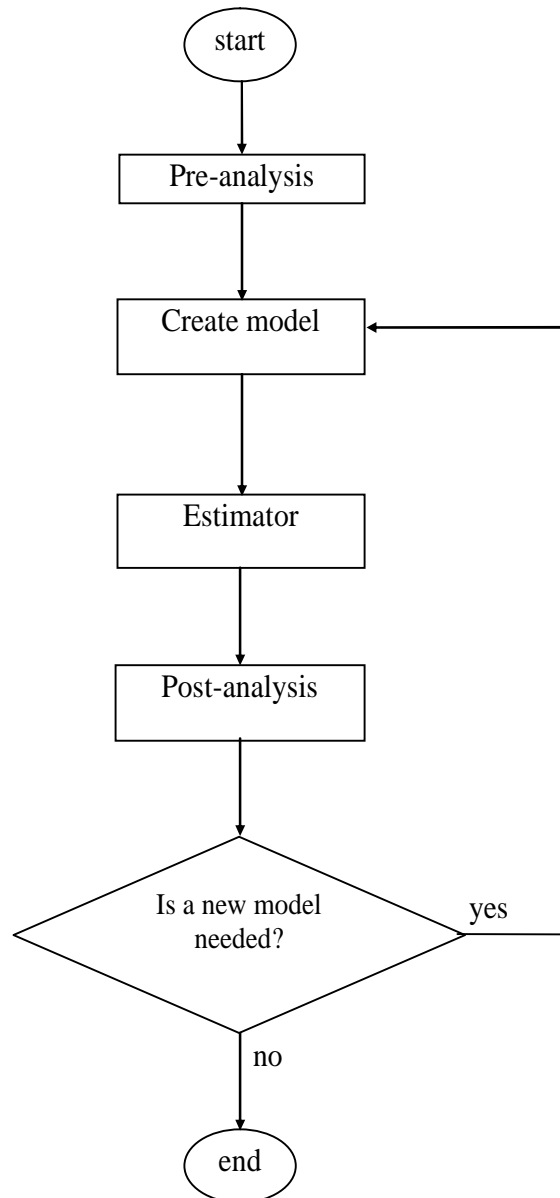 start
Pre-analysis
Create model
Estimator
Post-analysis
Is a new model
needed?
yes
no
end